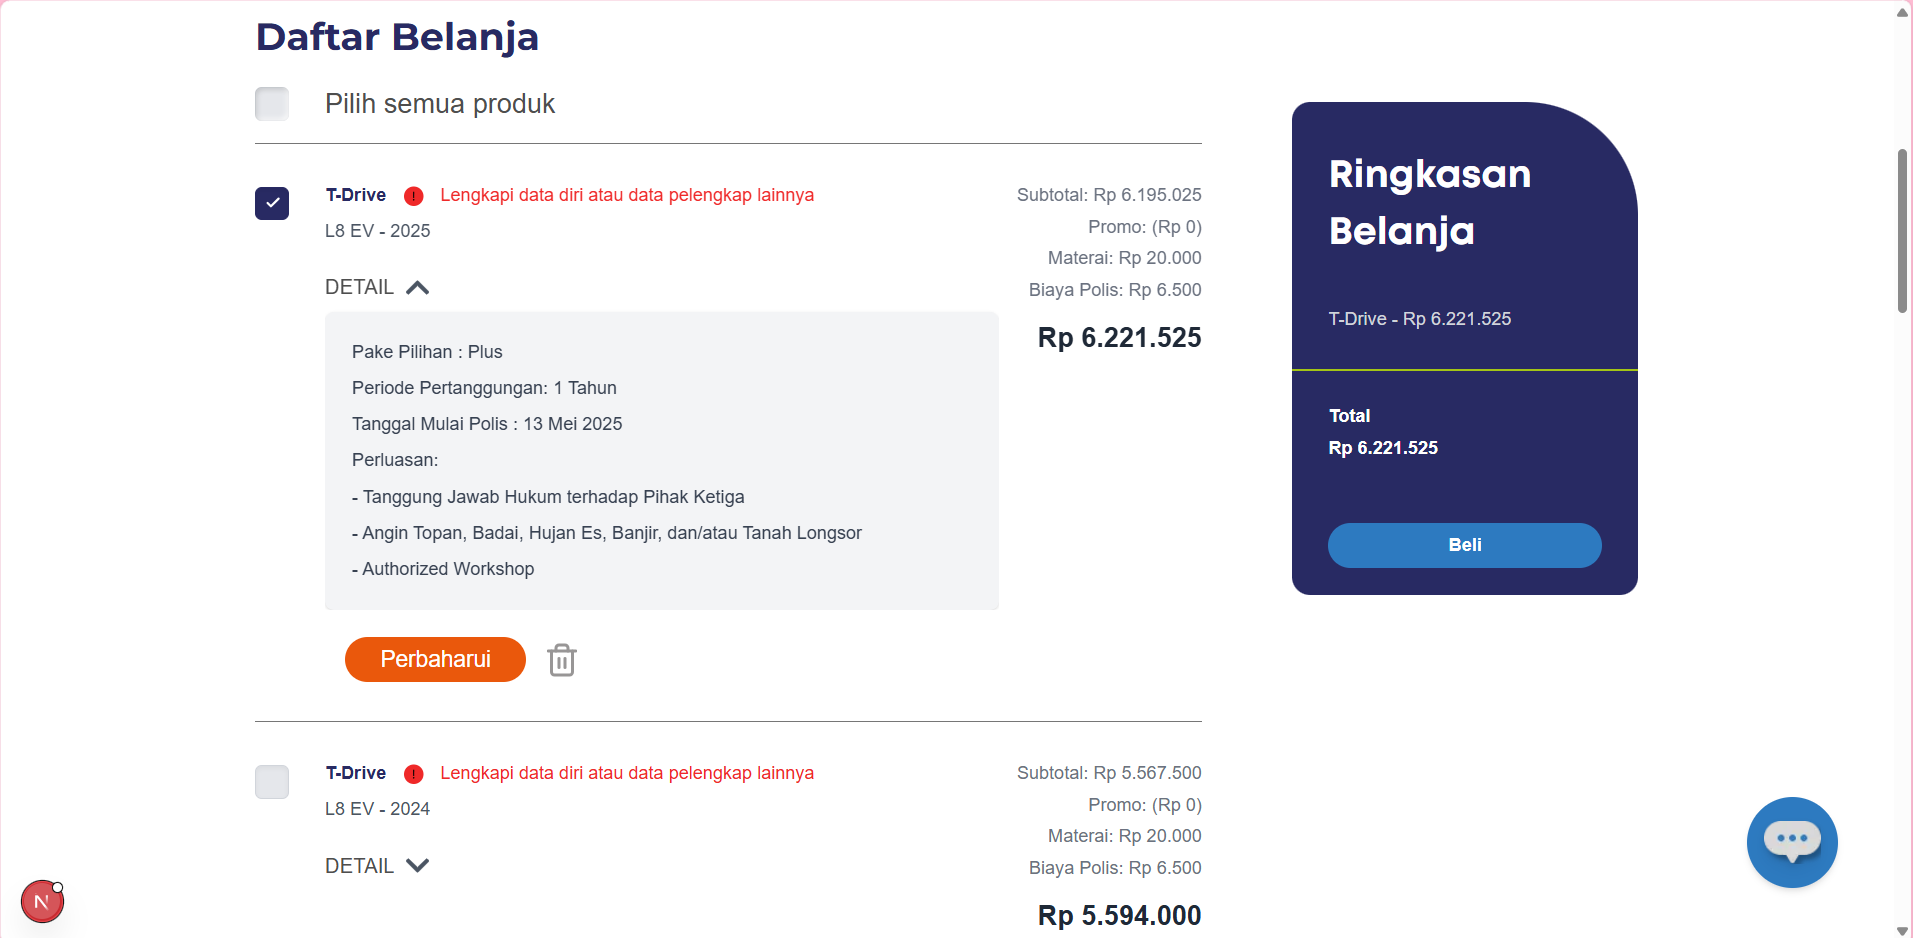 Daftar Belanja
Pilih semua produk
T-Drive ! Lengkapi data diri atau data pelengkap lainnya
L8 EV - 2025
DETAIL
Pake Pilihan : Plus
Periode Pertanggungan: 1 Tahun
Tanggal Mulai Polis : 13 Mei 2025
Perluasan:
- Tanggung Jawab Hukum terhadap Pihak Ketiga
- Angin Topan, Badai, Hujan Es, Banjir, dan/atau Tanah Longsor
- Authorized Workshop
Subtotal: Rp 6.195.025
Promo: (Rp 0)
Materai: Rp 20.000
Biaya Polis: Rp 6.500
Rp 6.221.525
Perbaharui
T-Drive ! Lengkapi data diri atau data pelengkap lainnya
L8 EV - 2024
DETAIL
Subtotal: Rp 5.567.500
Promo: (Rp 0)
Materai: Rp 20.000
Biaya Polis: Rp 6.500
Rp 5.594.000
Ringkasan
Belanja
T-Drive - Rp 6.221.525
Total
Rp 6.221.525
Beli
N